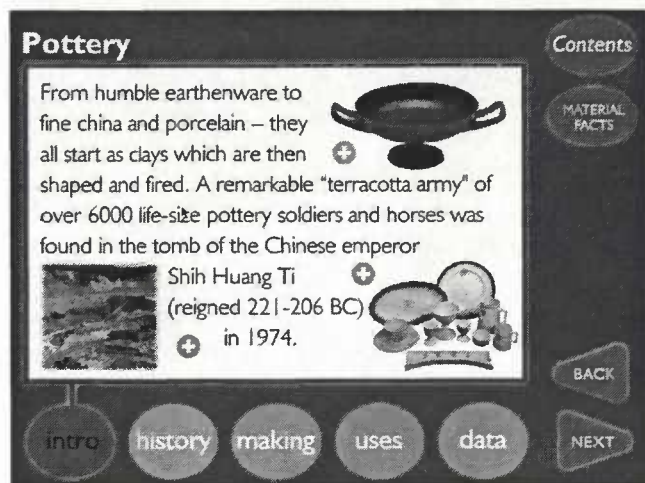 Pottery
Contents
MATERIAL
FACTS
From humble earthenware to
fine china and porcelain – they
all start as clays which are then
shaped and fired. A remarkable "terracotta army" of
over 6000 life-size pottery soldiers and horses was
found in the tomb of the Chinese emperor
Shih Huang Ti
(reigned 221-206 BC)
in 1974.
BACK
NEXT
intro
history
making
uses
data